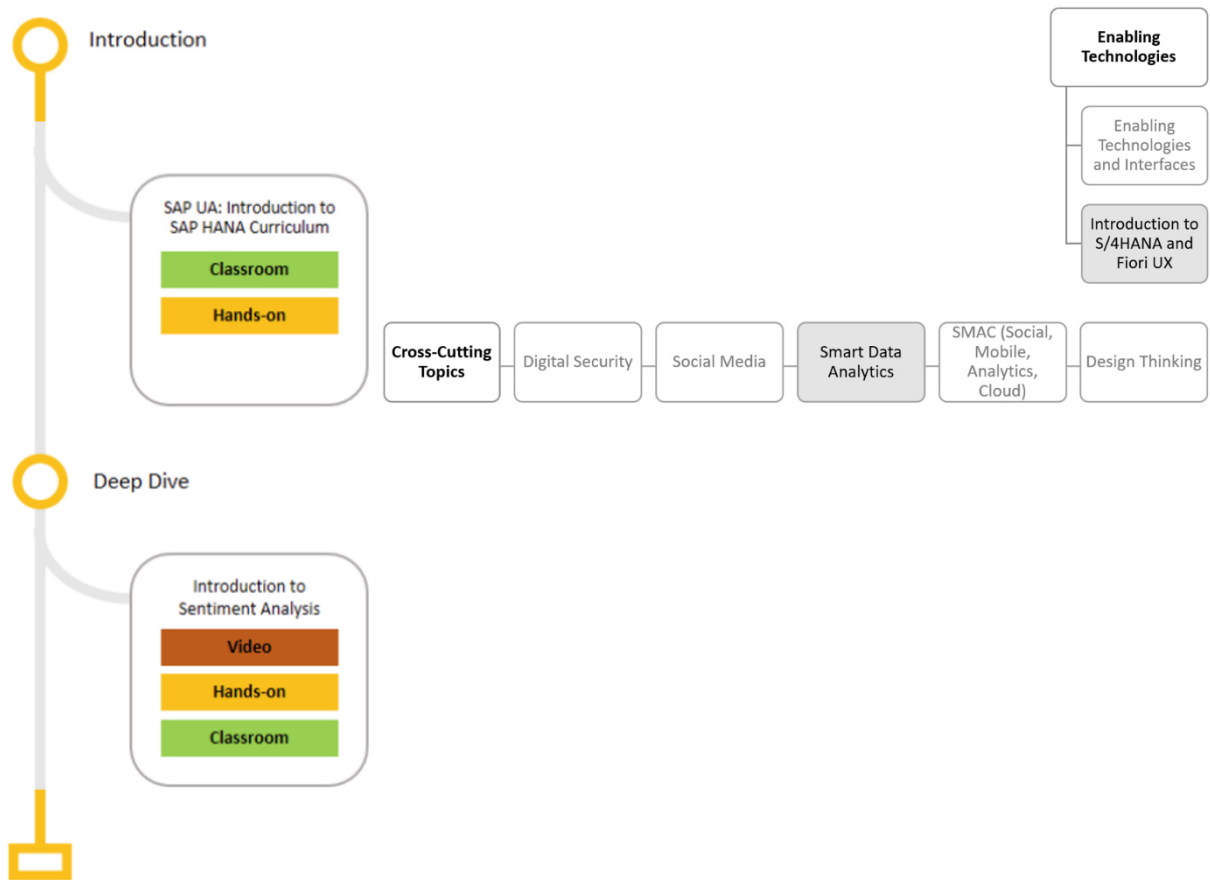 Introduction
SAP UA: Introduction to
SAP HANA Curriculum
Classroom
Hands-on
Deep Dive
Introduction to
Sentiment Analysis
Video
Hands-on
Classroom
Enabling
Technologies
Enabling
Technologies
and Interfaces
Introduction to
S/4HANA and
Fiori UX
Cross-Cutting
Topics
Digital Security
Social Media
Smart Data
Analytics
SMAC (Social,
Mobile,
Analytics,
Cloud)
Design Thinking